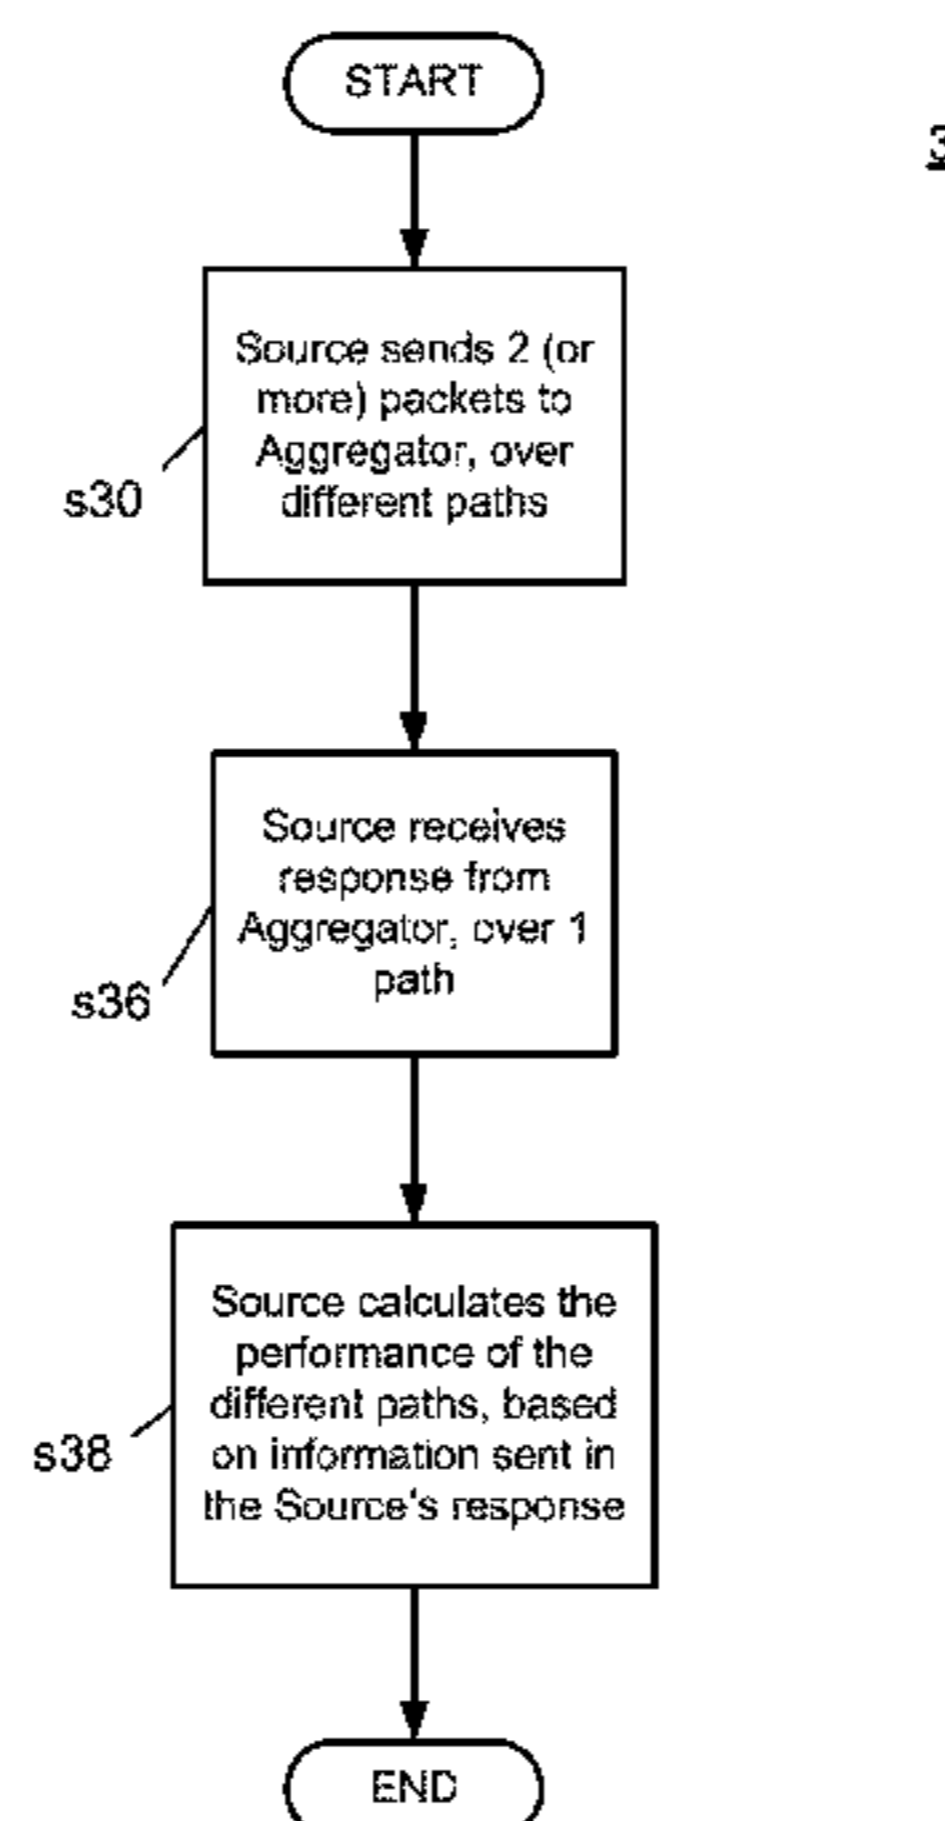 START
3
Source sends 2 (or
more) packets to
Aggregator, over
different paths
s30
Source receives
response from
Aggregator, over 1
path
s36
Source calculates the
performance of the
different paths, based
on information sent in
the Source's response
s38
END